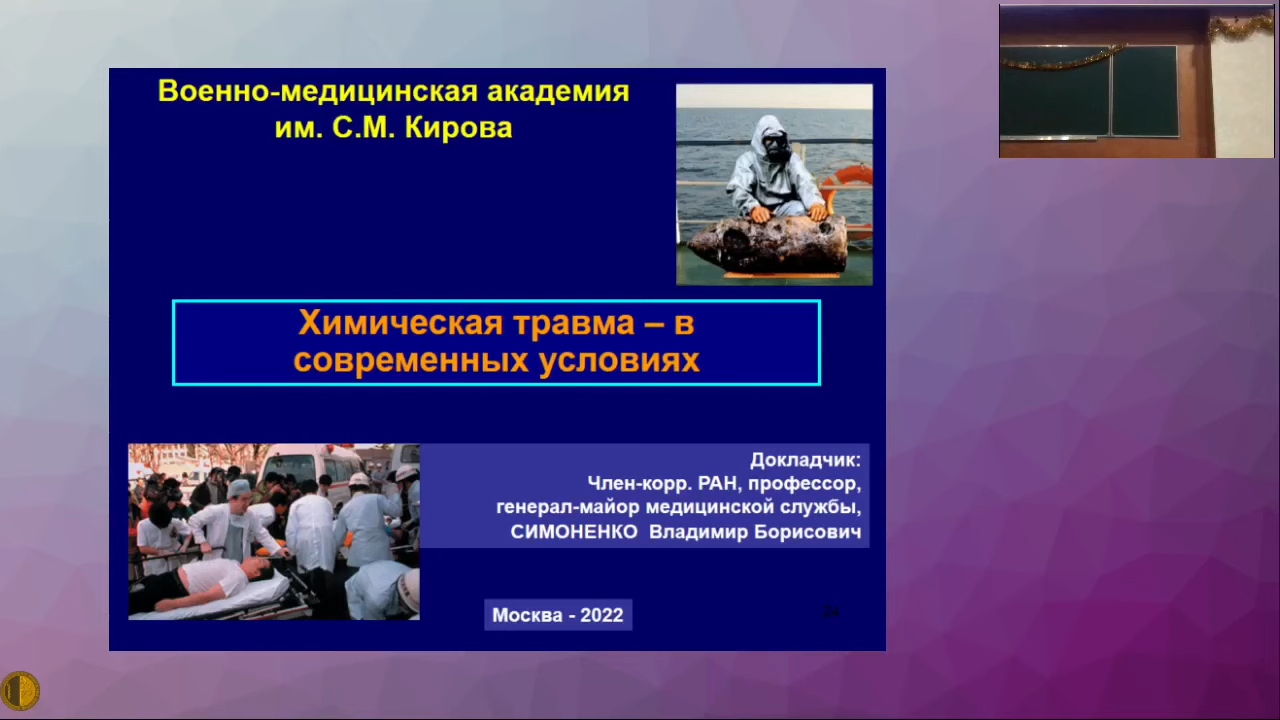 Военно-медицинская академия
им. С.М. Кирова
Химическая травма – в
современных условиях
Докладчик:
Член-корр. РАН, профессор,
генерал-майор медицинской службы,
СИМОНЕНКО Владимир Борисович
Москва - 2022